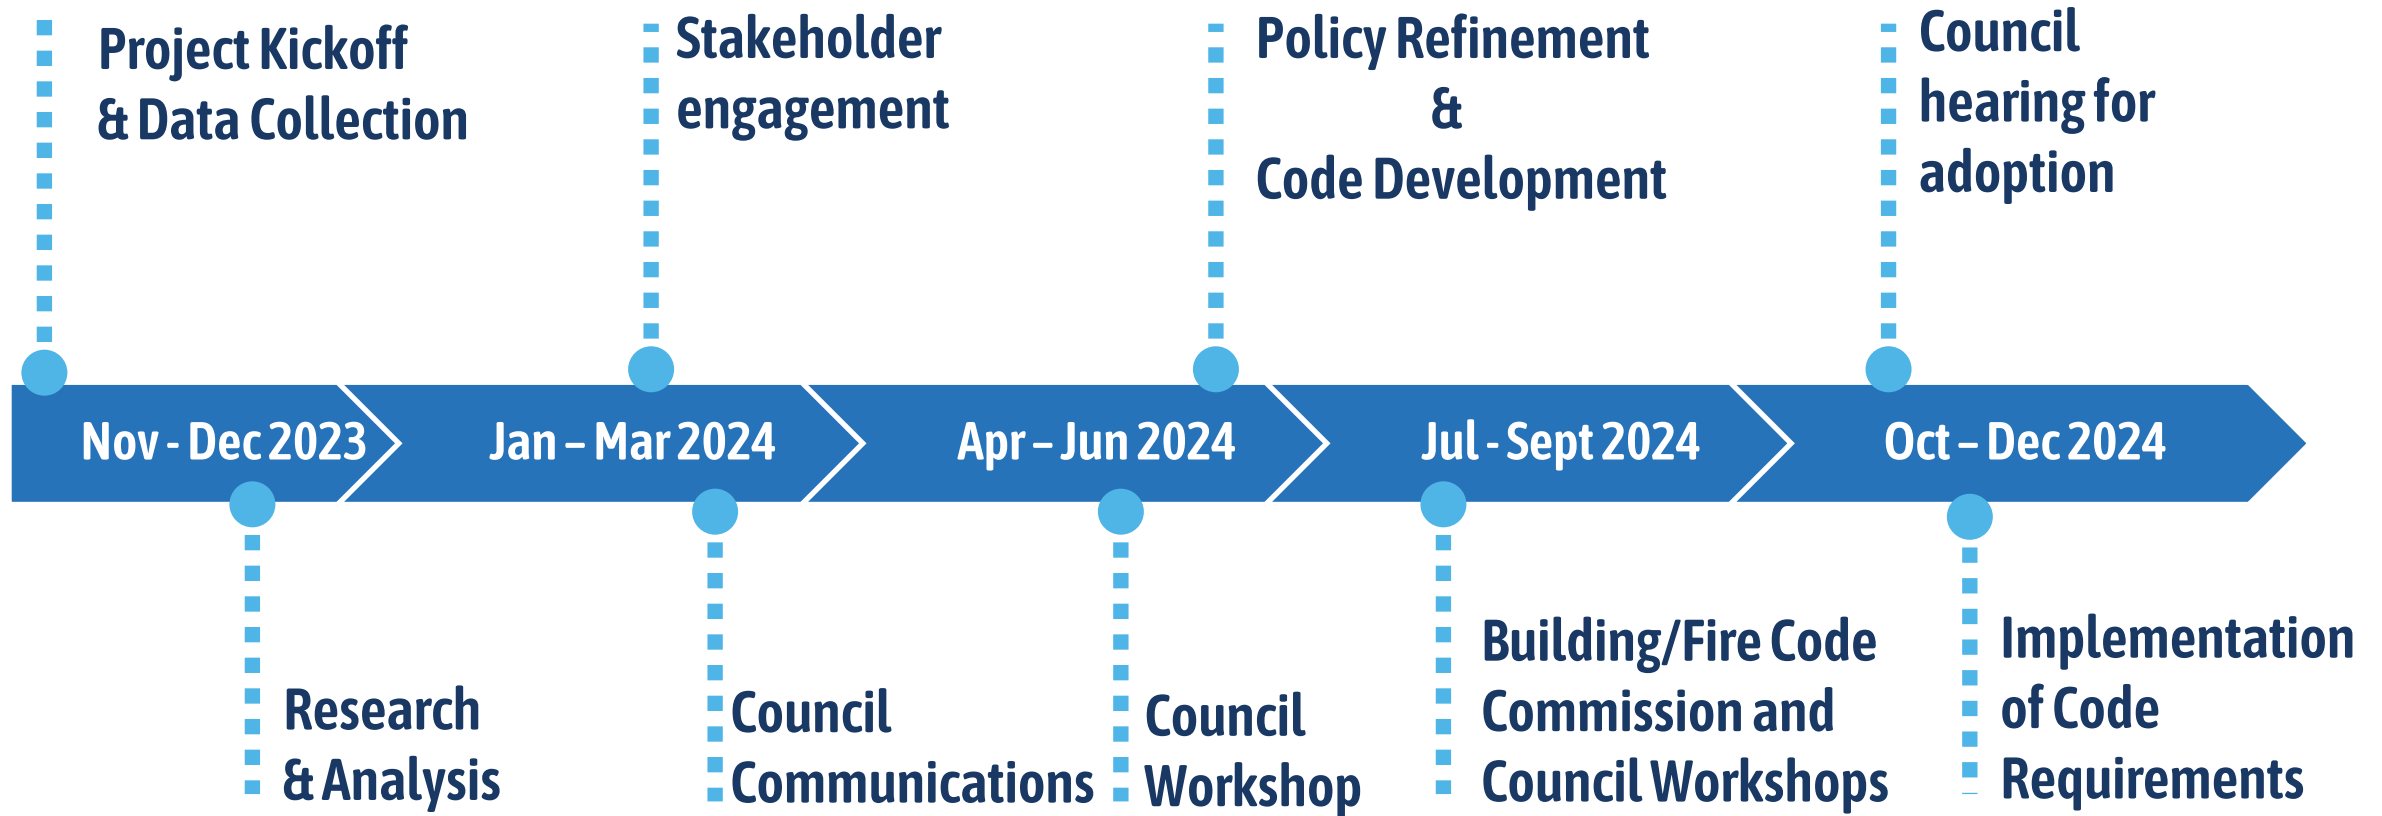 Project Kickoff
& Data Collection
Stakeholder
engagement
Policy Refinement
&
Code Development
Council
hearing for
adoption
Nov - Dec 2023
Jan – Mar 2024
Apr – Jun 2024
Jul - Sept 2024
Oct – Dec 2024
Research
& Analysis
Council
Communications
Council
Workshop
Building/Fire Code
Commission and
Council Workshops
Implementation
of Code
Requirements